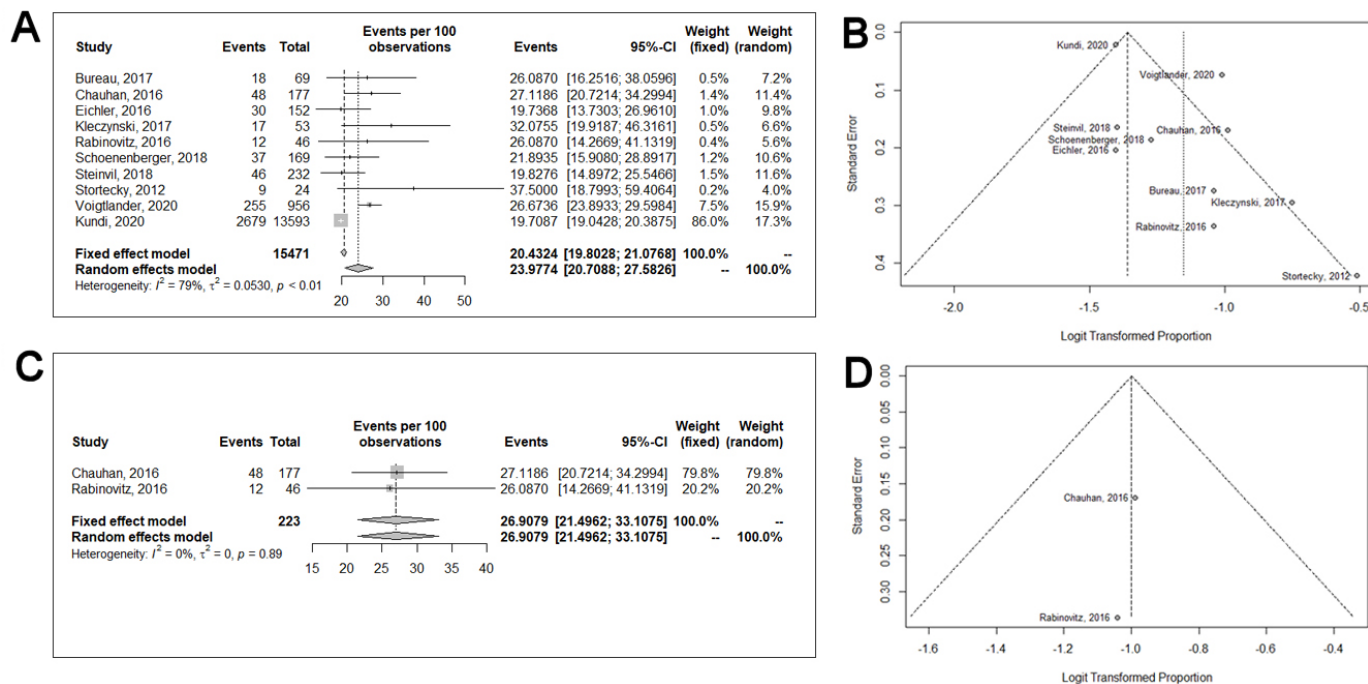 A
Events per 100 Weight Weight
Study Events Total observations Events 95%-CI (fixed) (random)
Bureau, 2017 18 69 26.0870 [16.2516; 38.0596] 0.5% 7.2%
Chauhan, 2016 48 177 27.1186 [20.7214; 34.2994] 1.4% 11.4%
Eichler, 2016 30 152 19.7368 [13.7303; 26.9610] 1.0% 9.8%
Kleczynski, 2017 17 53 32.0755 [19.9187; 46.3161] 0.5% 6.6%
Rabinovitz, 2016 12 46 26.0870 [14.2669; 41.1319] 0.4% 5.6%
Schoenenberger, 2018 37 169 21.8935 [15.9080; 28.8917] 1.2% 10.6%
Steinvil, 2018 46 232 19.8276 [14.8972; 25.5466] 1.5% 11.6%
Stortecky, 2012 9 24 37.5000 [18.7993; 59.4064] 0.2% 4.0%
Voigtlander, 2020 255 956 26.6736 [23.8933; 29.5984] 7.5% 15.9%
Kundi, 2020 2679 13593 19.7087 [19.0428; 20.3875] 86.0% 17.3%
Fixed effect model 15471 20.4324 [19.8028; 21.0768] 100.0% --
Random effects model 23.9774 [20.7088; 27.5826] -- 100.0%
Heterogeneity: I² = 79%, τ² = 0.0530, p < 0.01
20 30 40 50
B
Standard Error
0.0
0.1
0.2
0.3
0.4
Kundi, 2020
Voigtlander, 2020
Steinvil, 2018
Chauhan, 2016
Schoenenberger, 2018
Eichler, 2016
Bureau, 2017
Kleczynski, 2017
Rabinovitz, 2016
Stortecky, 2012
-2.0 -1.5 -1.0 -0.5
Logit Transformed Proportion
C
Events per 100 Weight Weight
Study Events Total observations Events 95%-CI (fixed) (random)
Chauhan, 2016 48 177 27.1186 [20.7214; 34.2994] 79.8% 79.8%
Rabinovitz, 2016 12 46 26.0870 [14.2669; 41.1319] 20.2% 20.2%
Fixed effect model 223 26.9079 [21.4962; 33.1075] 100.0% --
Random effects model 26.9079 [21.4962; 33.1075] -- 100.0%
Heterogeneity: I² = 0%, τ² = 0, p = 0.89
15 20 25 30 35 40
D
Standard Error
0.00
0.05
0.10
0.15
0.20
0.25
0.30
Chauhan, 2016
Rabinovitz, 2016
-1.6 -1.4 -1.2 -1.0 -0.8 -0.6 -0.4
Logit Transformed Proportion